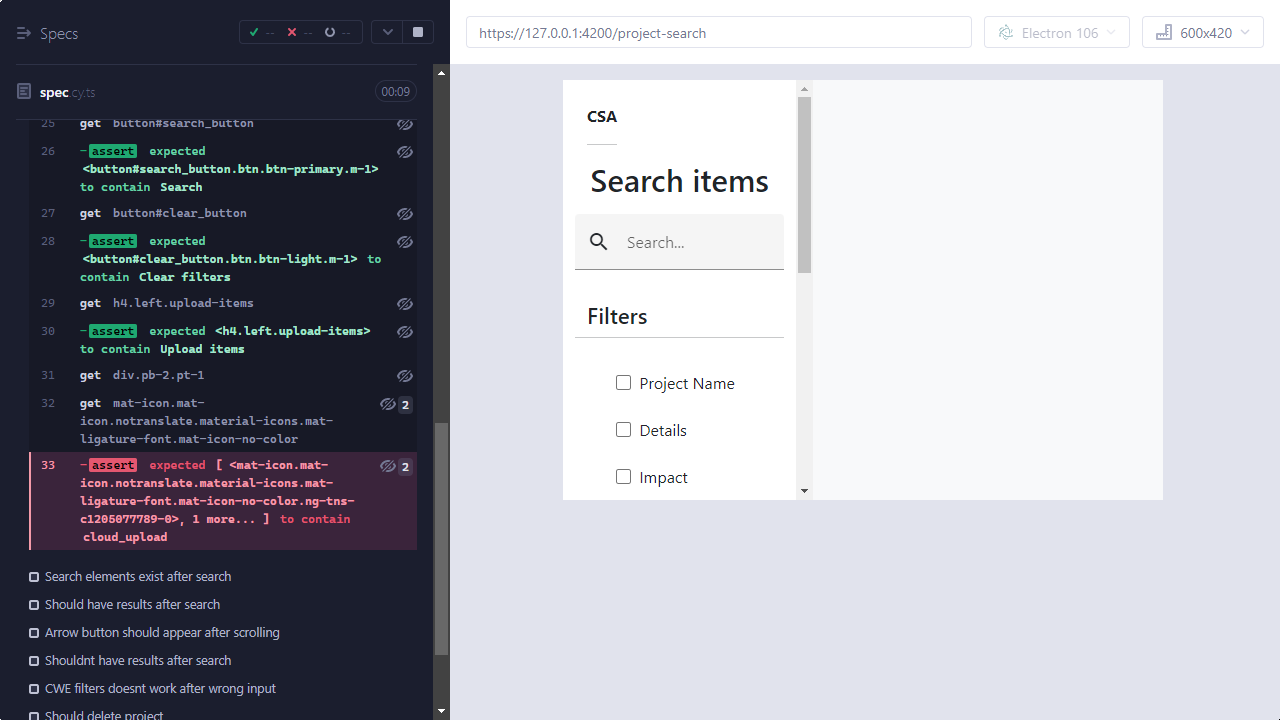 Specs
--
--
--
https://127.0.0.1:4200/project-search
Electron 106
600x420
spec.cy.ts
00:09
25 get button#search_button
26 -assert expected
<button#search_button.btn.btn-primary.m-1>
to contain Search
27 get button#clear_button
28 -assert expected
<button#clear_button.btn.btn-light.m-1> to
contain Clear filters
29 get h4.left.upload-items
30 -assert expected <h4.left.upload-items>
to contain Upload items
31 get div.pb-2.pt-1
32 get mat-icon.mat- 2
icon.notranslate.material-icons.mat-
ligature-font.mat-icon-no-color
33 -assert expected [ <mat-icon.mat- 2
icon.notranslate.material-icons.mat-
ligature-font.mat-icon-no-color.ng-tns-
c1205077789-0>, 1 more... ] to contain
cloud_upload
Search elements exist after search
Should have results after search
Arrow button should appear after scrolling
Shouldnt have results after search
CWE filters doesnt work after wrong input
Should delete project
CSA
Search items
Search...
Filters
Project Name
Details
Impact